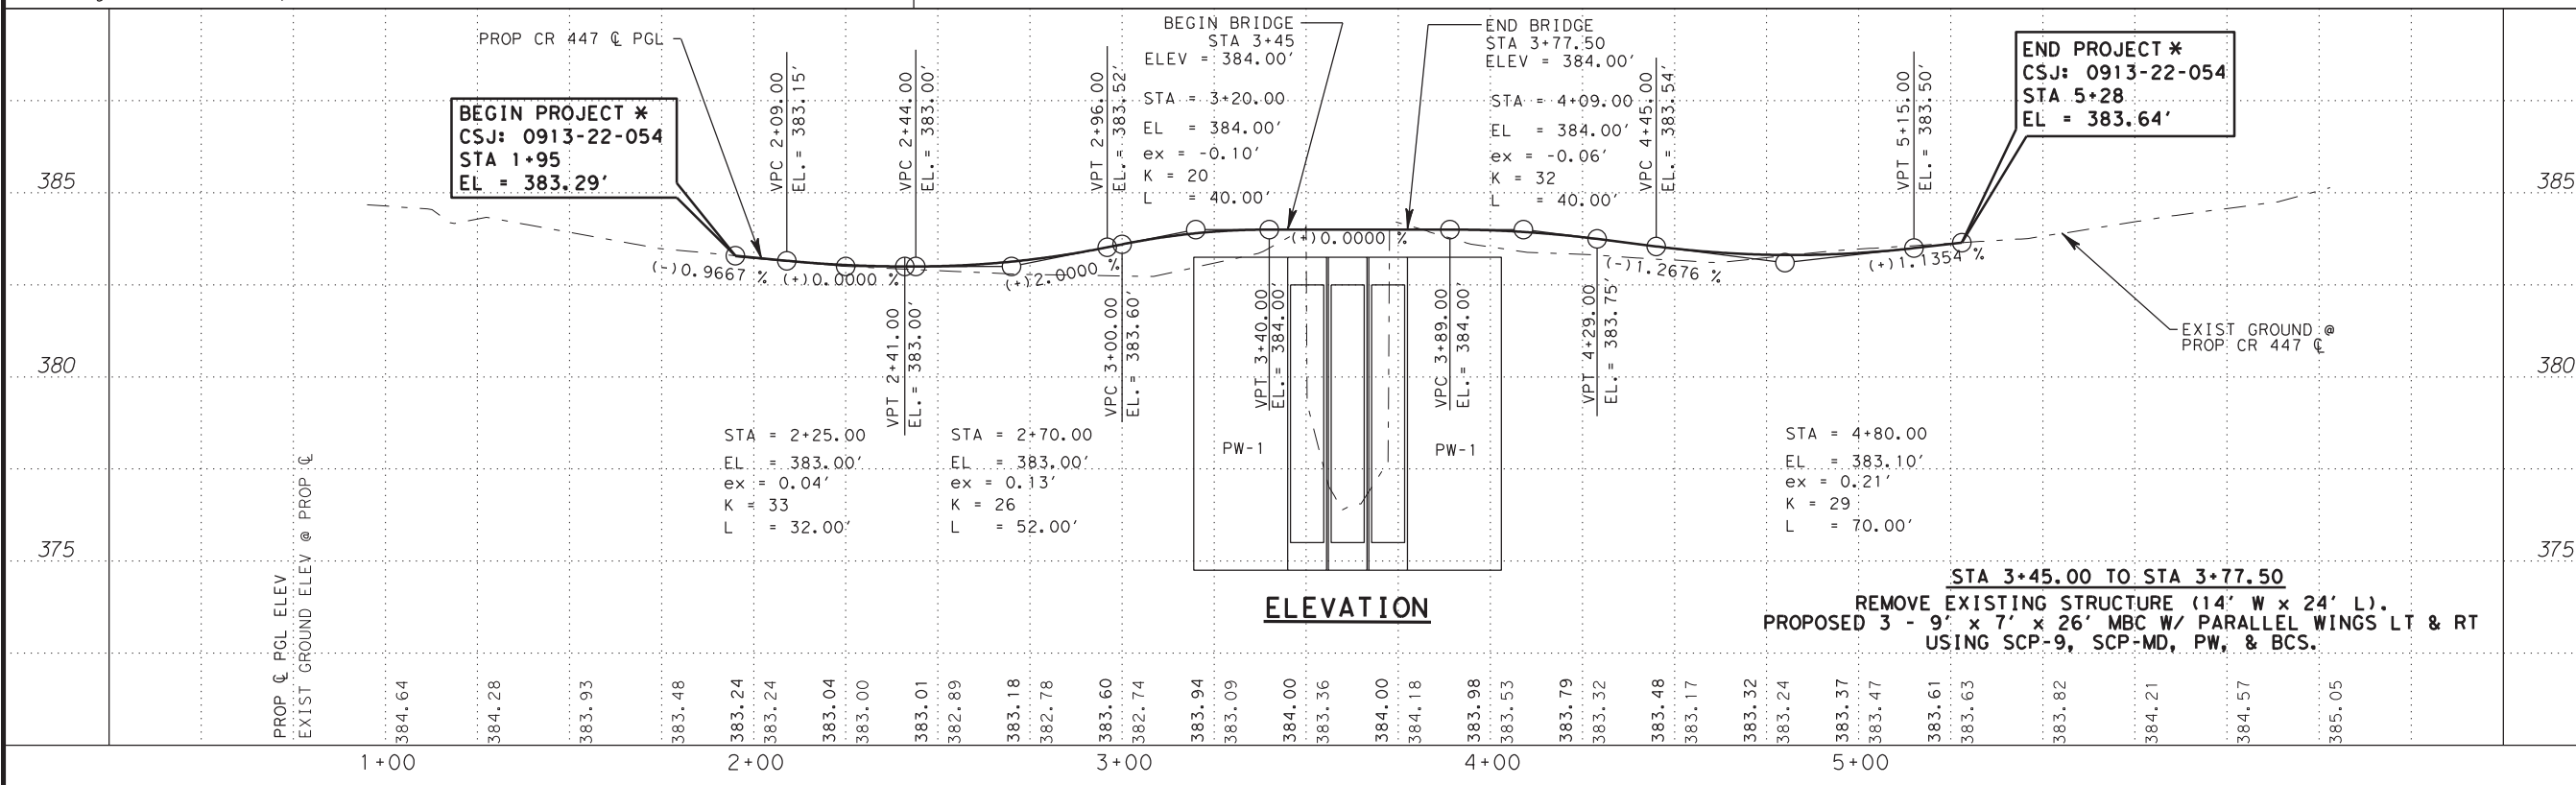 PROP CR 447 ℄ PGL
BEGIN PROJECT *
CSJ: 0913-22-054
STA 1+95
EL = 383.29′
VPC 2+09.00
EL.= 383.15′
VPC 2+44.00
EL.= 383.00′
VPT 2+96.00
EL.= 383.52′
BEGIN BRIDGE
STA 3+45
ELEV = 384.00′
STA = 3+20.00
EL = 384.00′
ex = -0.10′
K = 20
L = 40.00′
END BRIDGE
STA 3+77.50
ELEV = 384.00′
STA = 4+09.00
EL = 384.00′
ex = -0.06′
K = 32
L = 40.00′
VPC 4+45.00
EL.= 383.54′
VPT 5+15.00
EL.= 383.50′
END PROJECT *
CSJ: 0913-22-054
STA 5+28
EL = 383.64′
385
385
(-)0.9667 %
(+)0.0000 %
(+)2.0000 %
(+)0.0000 %
(-)1.2676 %
(+)1.1354 %
VPT 2+41.00
EL.= 383.00′
VPC 3+00.00
EL.= 383.60′
VPT 3+40.00
EL.= 384.00′
VPC 3+89.00
EL.= 384.00′
VPT 4+29.00
EL.= 383.75′
EXIST GROUND @
PROP CR 447 ℄
380
380
STA = 2+25.00
EL = 383.00′
ex = 0.04′
K = 33
L = 32.00′
STA = 2+70.00
EL = 383.00′
ex = 0.13′
K = 26
L = 52.00′
PW-1
PW-1
STA = 4+80.00
EL = 383.10′
ex = 0.21′
K = 29
L = 70.00′
375
375
ELEVATION
STA 3+45.00 TO STA 3+77.50
REMOVE EXISTING STRUCTURE (14′ W x 24′ L).
PROPOSED 3 - 9′ x 7′ x 26′ MBC W/ PARALLEL WINGS LT & RT
USING SCP-9, SCP-MD, PW, & BCS.
PROP ℄ PGL ELEV
EXIST GROUND ELEV @ PROP ℄
384.64
384.28
383.93
383.48
383.24
383.24
383.04
383.00
383.01
382.89
383.18
382.78
383.60
382.74
383.94
383.09
384.00
383.36
384.00
384.18
383.98
383.53
383.79
383.32
383.48
383.17
383.32
383.24
383.37
383.47
383.61
383.63
383.82
384.21
384.57
385.05
1+00
2+00
3+00
4+00
5+00